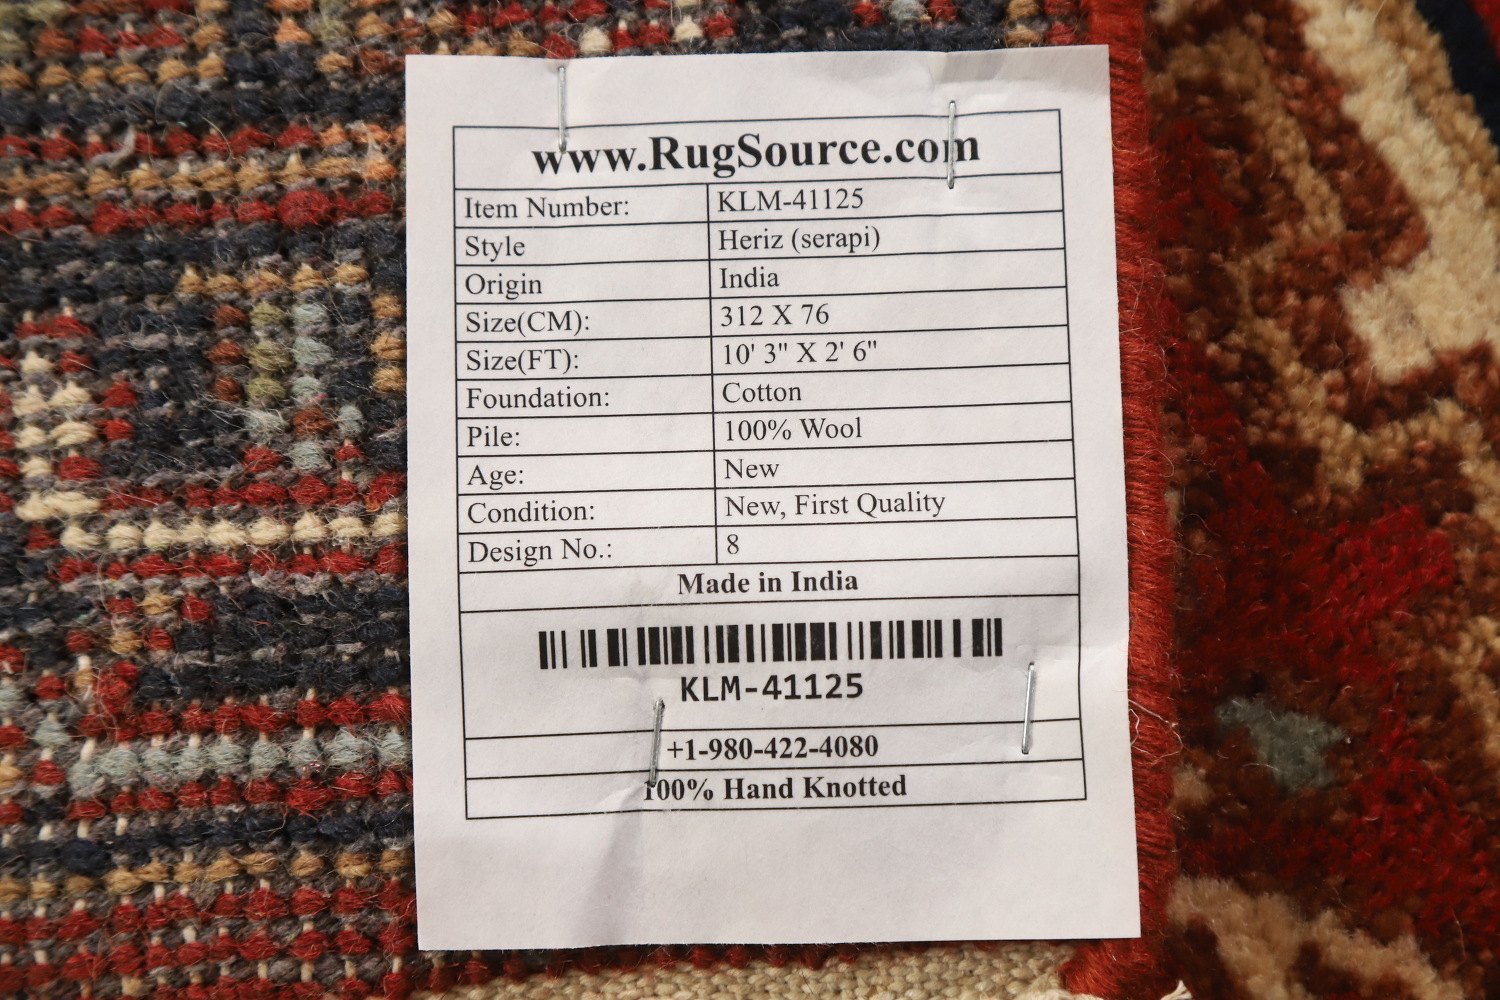 www.RugSource.com
Item Number: KLM-41125
Style Heriz (serapi)
Origin India
Size(CM): 312 X 76
Size(FT): 10' 3" X 2' 6"
Foundation: Cotton
Pile: 100% Wool
Age: New
Condition: New, First Quality
Design No.: 8
Made in India
KLM-41125
+1-980-422-4080
100% Hand Knotted